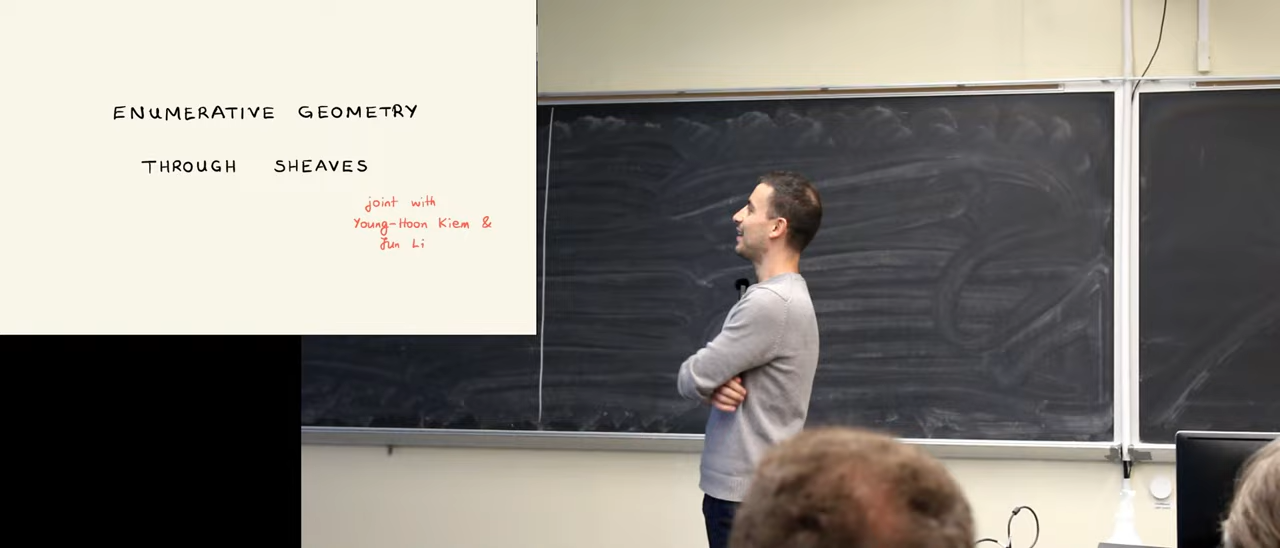 ENUMERATIVE GEOMETRY
THROUGH SHEAVES
joint with
Young-Hoon Kiem &
Jun Li